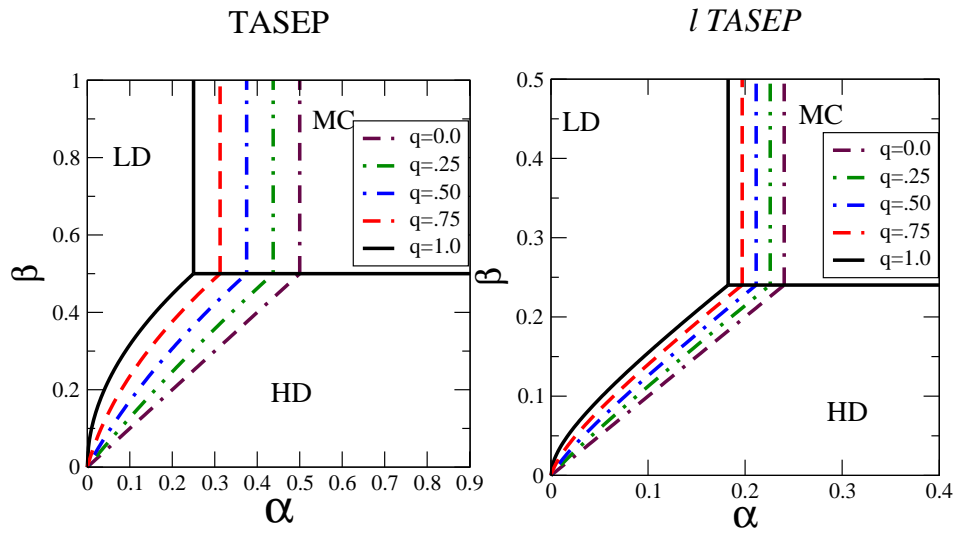 TASEP
l TASEP
1
0.8
0.6
0.4
0.2
0
β
LD
MC
HD
q=0.0
q=.25
q=.50
q=.75
q=1.0
0 0.1 0.2 0.3 0.4 0.5 0.6 0.7 0.8 0.9
α
0.5
0.4
0.3
0.2
0.1
0
β
LD
MC
HD
q=0.0
q=.25
q=.50
q=.75
q=1.0
0 0.1 0.2 0.3 0.4
α